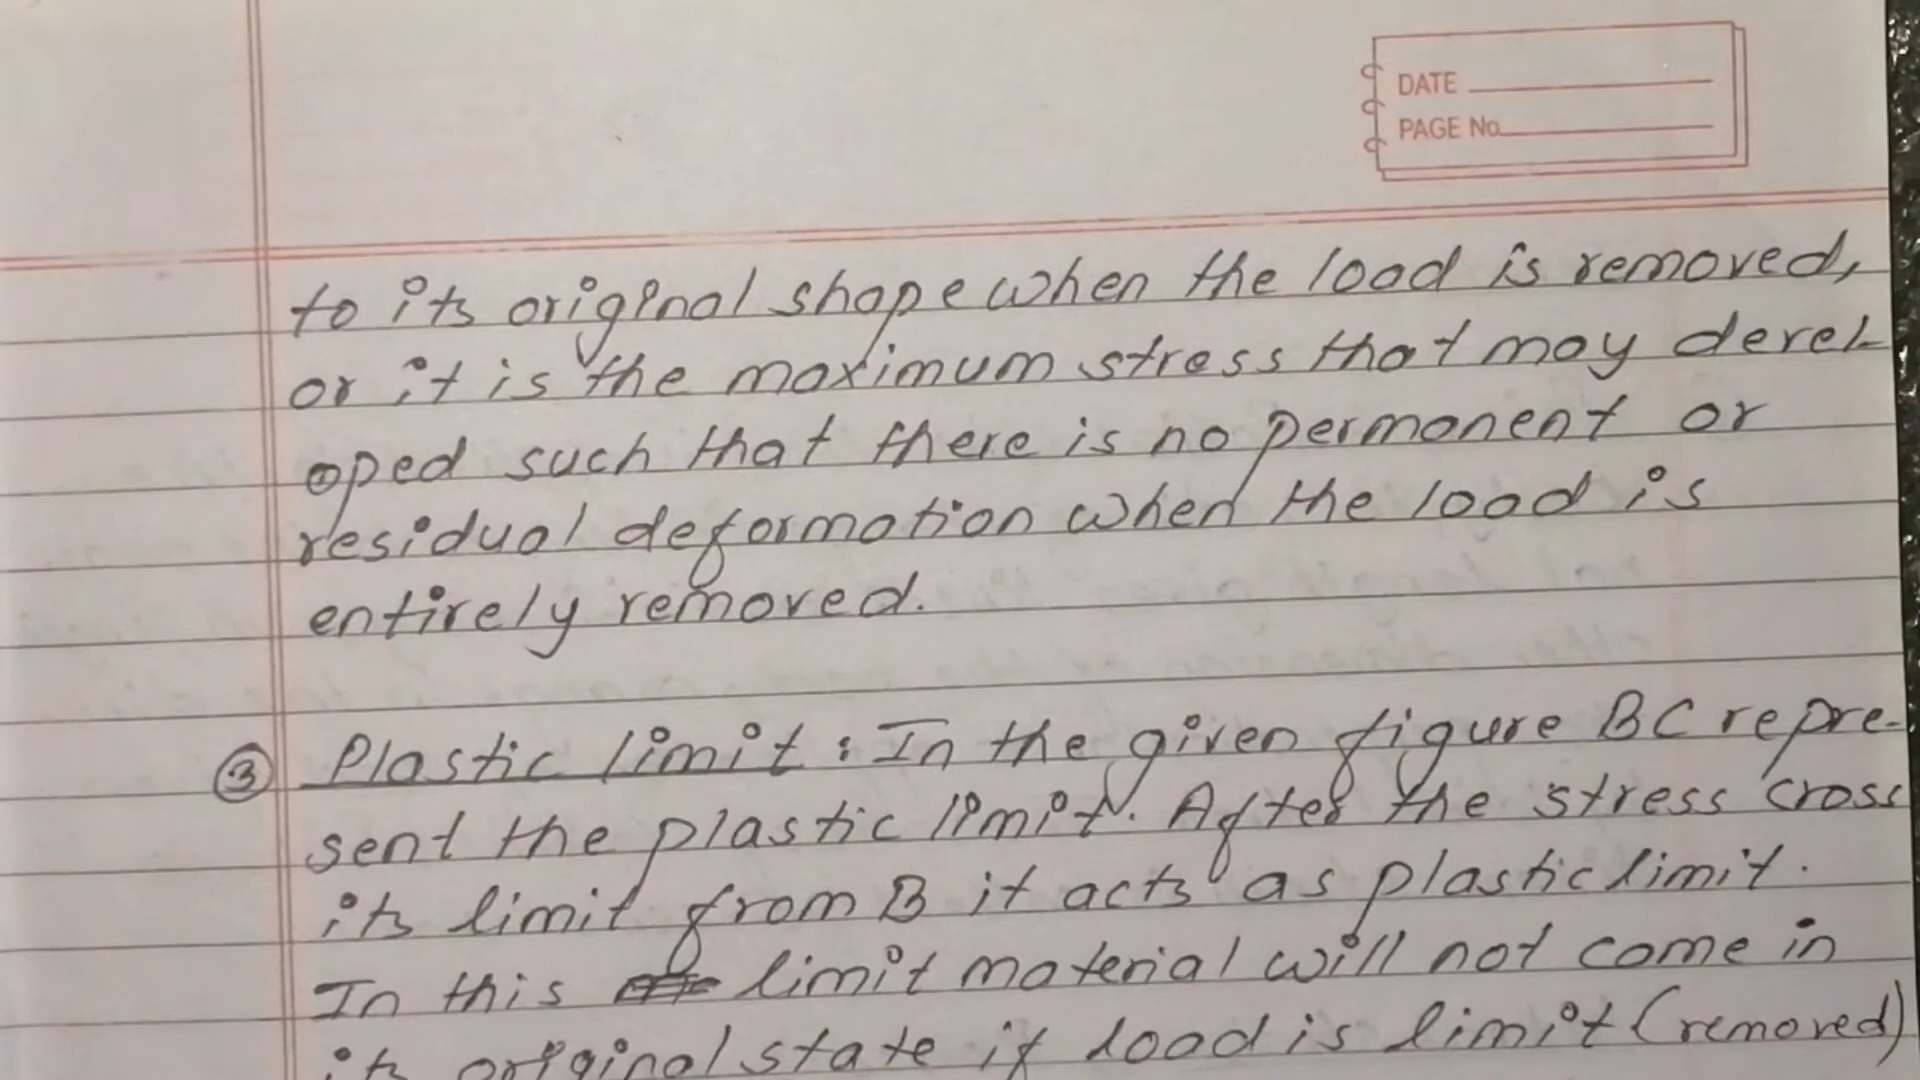 DATE
PAGE No.
to its original shape when the load is removed,
or it is the maximum stress that may devel-
oped such that there is no permanent or
residual deformation when the load is
entirely removed.
③ Plastic limit : In the given figure BC repre-
sent the plastic limit. After the stress cross
its limit from B it acts as plastic limit.
In this limit material will not come in
its original state if load is limit (removed)